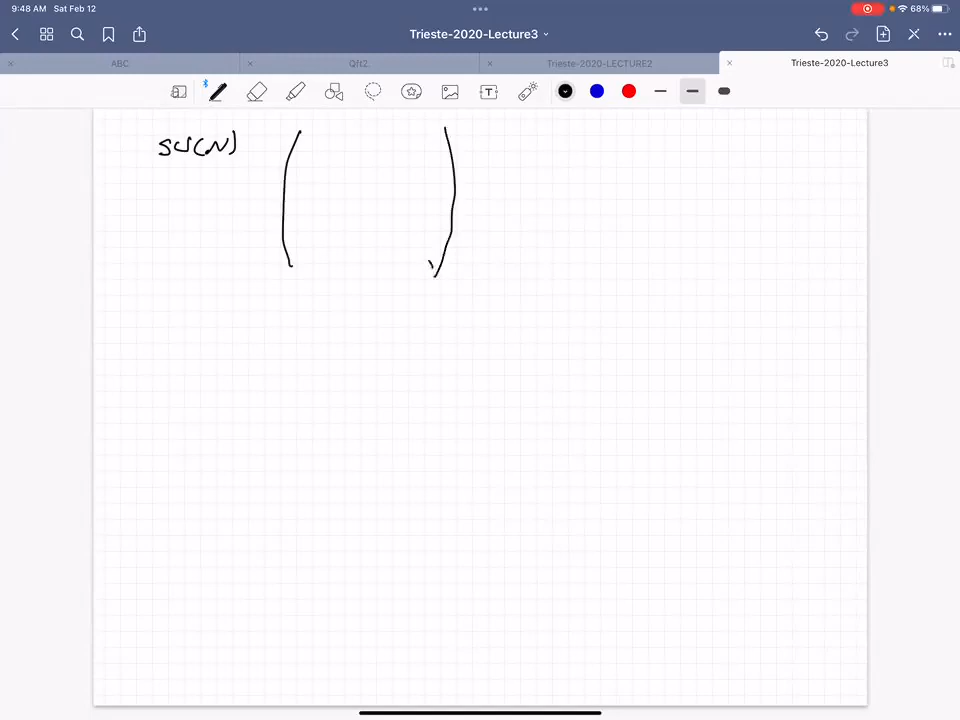 9:48 AM Sat Feb 12
68%
Trieste-2020-Lecture3
ABC
Qft2
Trieste-2020-LECTURE2
Trieste-2020-Lecture3
T
SU(N)